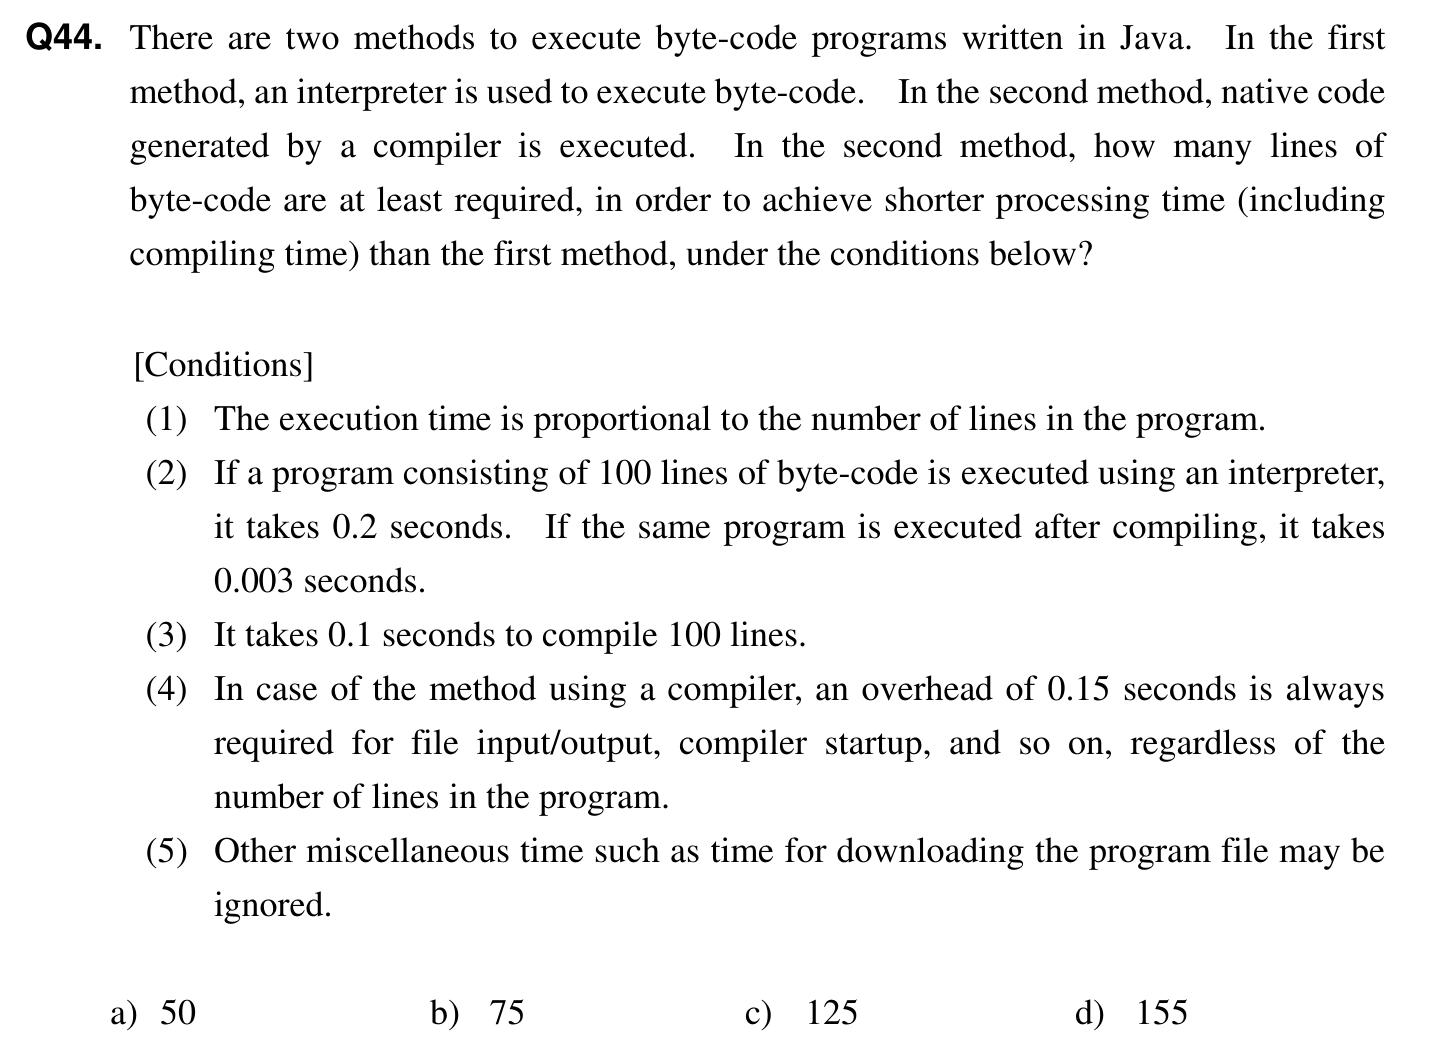 Q44. There are two methods to execute byte-code programs written in Java. In the first
method, an interpreter is used to execute byte-code. In the second method, native code
generated by a compiler is executed. In the second method, how many lines of
byte-code are at least required, in order to achieve shorter processing time (including
compiling time) than the first method, under the conditions below?
[Conditions]
(1) The execution time is proportional to the number of lines in the program.
(2) If a program consisting of 100 lines of byte-code is executed using an interpreter,
it takes 0.2 seconds. If the same program is executed after compiling, it takes
0.003 seconds.
(3) It takes 0.1 seconds to compile 100 lines.
(4) In case of the method using a compiler, an overhead of 0.15 seconds is always
required for file input/output, compiler startup, and so on, regardless of the
number of lines in the program.
(5) Other miscellaneous time such as time for downloading the program file may be
ignored.
a) 50 b) 75 c) 125 d) 155